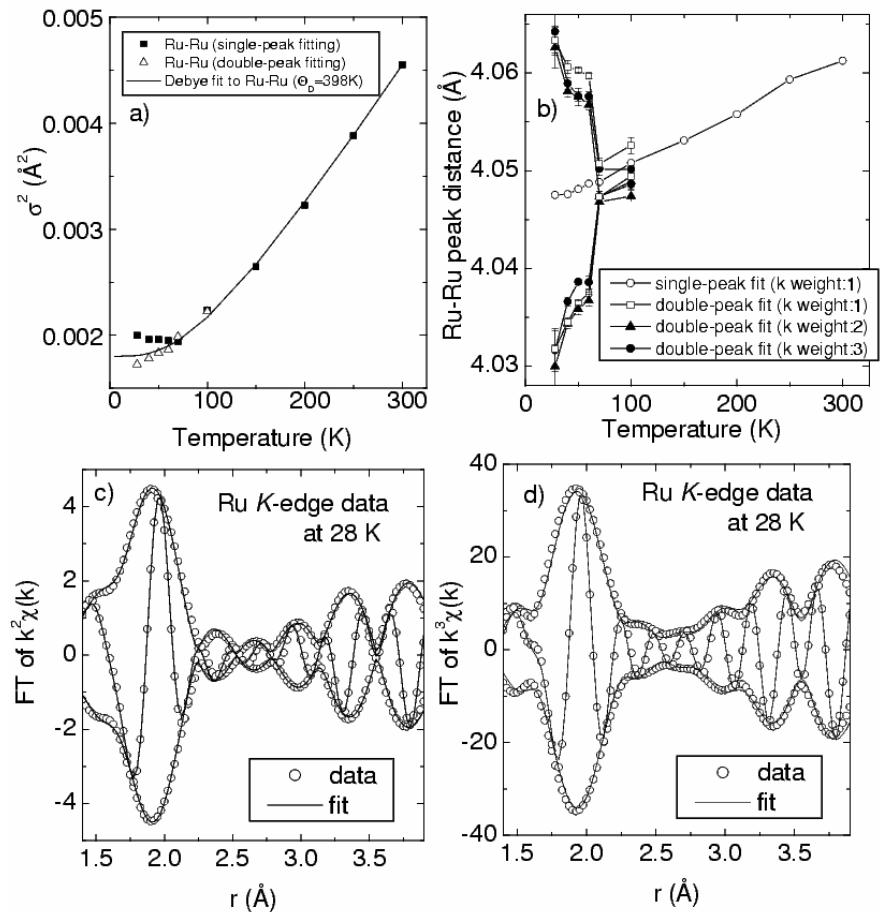 a)
Ru-Ru (single-peak fitting)
Ru-Ru (double-peak fitting)
Debye fit to Ru-Ru (Θ_D=398K)
σ² (Å²)
0.005
0.004
0.003
0.002
0 100 200 300
Temperature (K)
b)
Ru-Ru peak distance (Å)
4.06
4.05
4.04
4.03
single-peak fit (k weight:1)
double-peak fit (k weight:1)
double-peak fit (k weight:2)
double-peak fit (k weight:3)
0 100 200 300
Temperature (K)
c)
Ru K-edge data
at 28 K
FT of k²χ(k)
4
2
0
-2
-4
data
fit
1.5 2.0 2.5 3.0 3.5
r (Å)
d)
Ru K-edge data
at 28 K
FT of k³χ(k)
40
20
0
-20
-40
data
fit
1.5 2.0 2.5 3.0 3.5
r (Å)